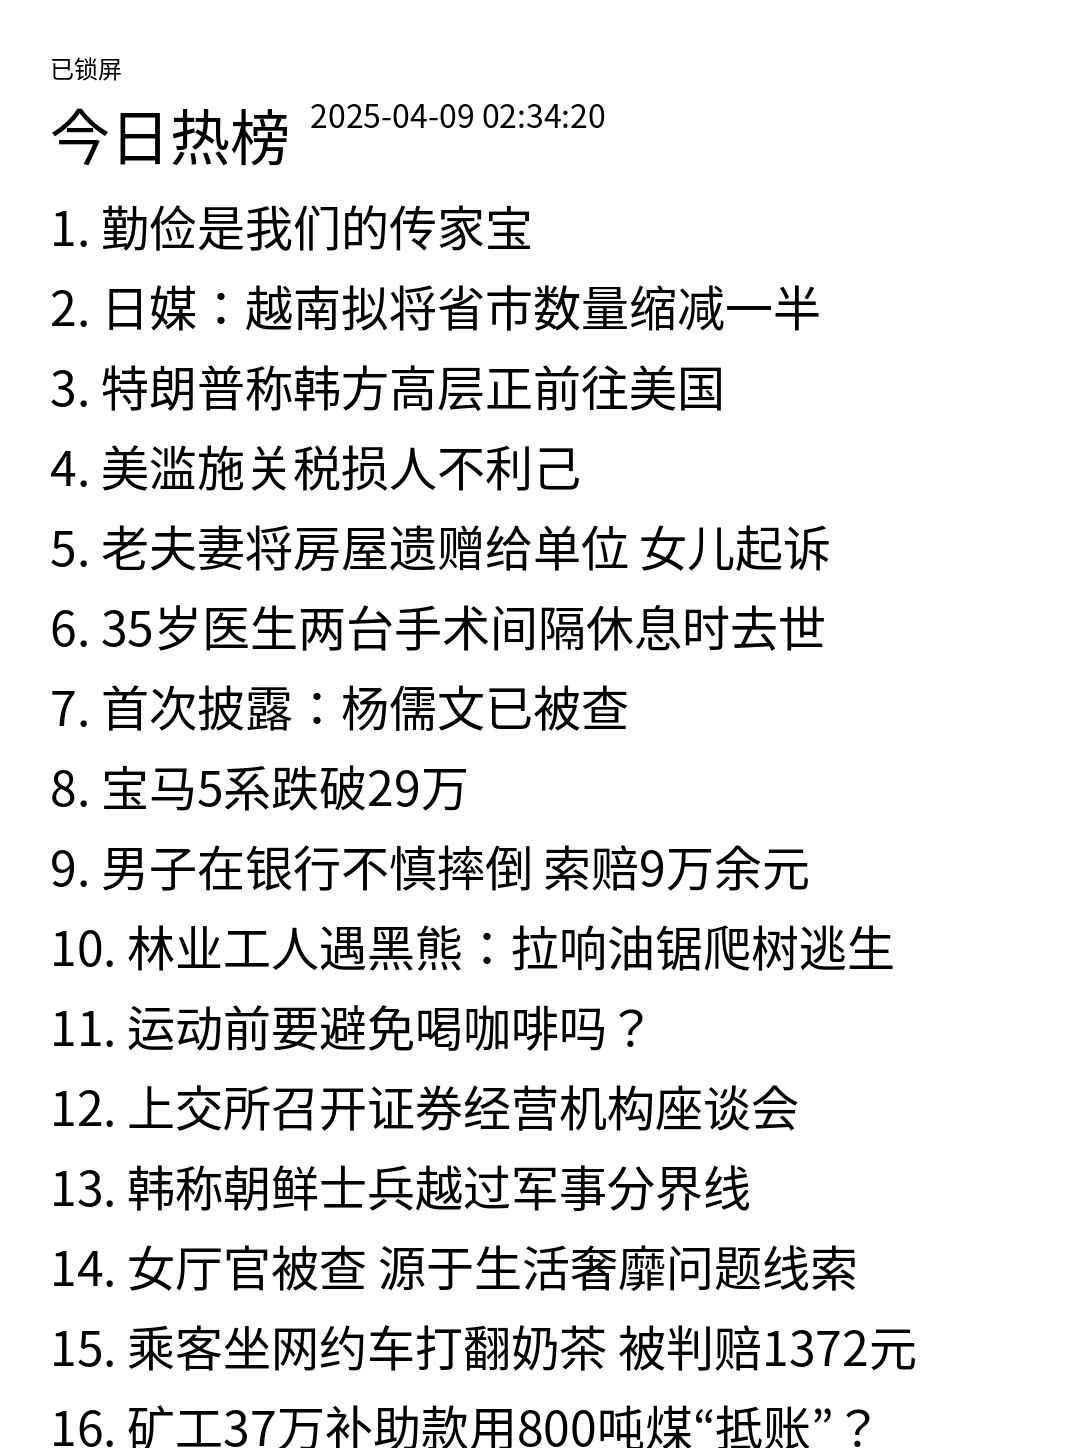 已锁屏
今日热榜 2025-04-09 02:34:20
1. 勤俭是我们的传家宝
2. 日媒：越南拟将省市数量缩减一半
3. 特朗普称韩方高层正前往美国
4. 美滥施关税损人不利己
5. 老夫妻将房屋遗赠给单位 女儿起诉
6. 35岁医生两台手术间隔休息时去世
7. 首次披露：杨儒文已被查
8. 宝马5系跌破29万
9. 男子在银行不慎摔倒 索赔9万余元
10. 林业工人遇黑熊：拉响油锯爬树逃生
11. 运动前要避免喝咖啡吗？
12. 上交所召开证券经营机构座谈会
13. 韩称朝鲜士兵越过军事分界线
14. 女厅官被查 源于生活奢靡问题线索
15. 乘客坐网约车打翻奶茶 被判赔1372元
16. 矿工37万补助款用800吨煤“抵账”？